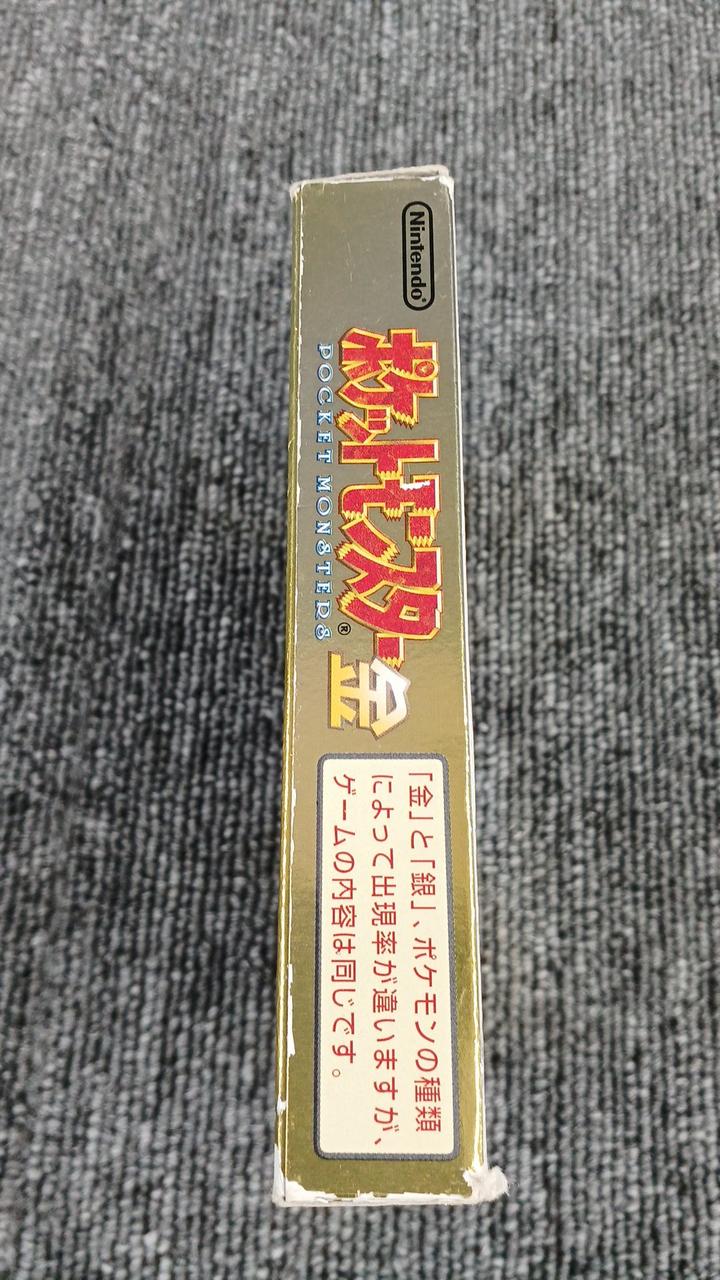 Nintendo®
ポケットモンスター
POCKET MONSTERS®
金
「金」と「銀」、ポケモンの種類
によって出現率が違いますが、
ゲームの内容は同じです。